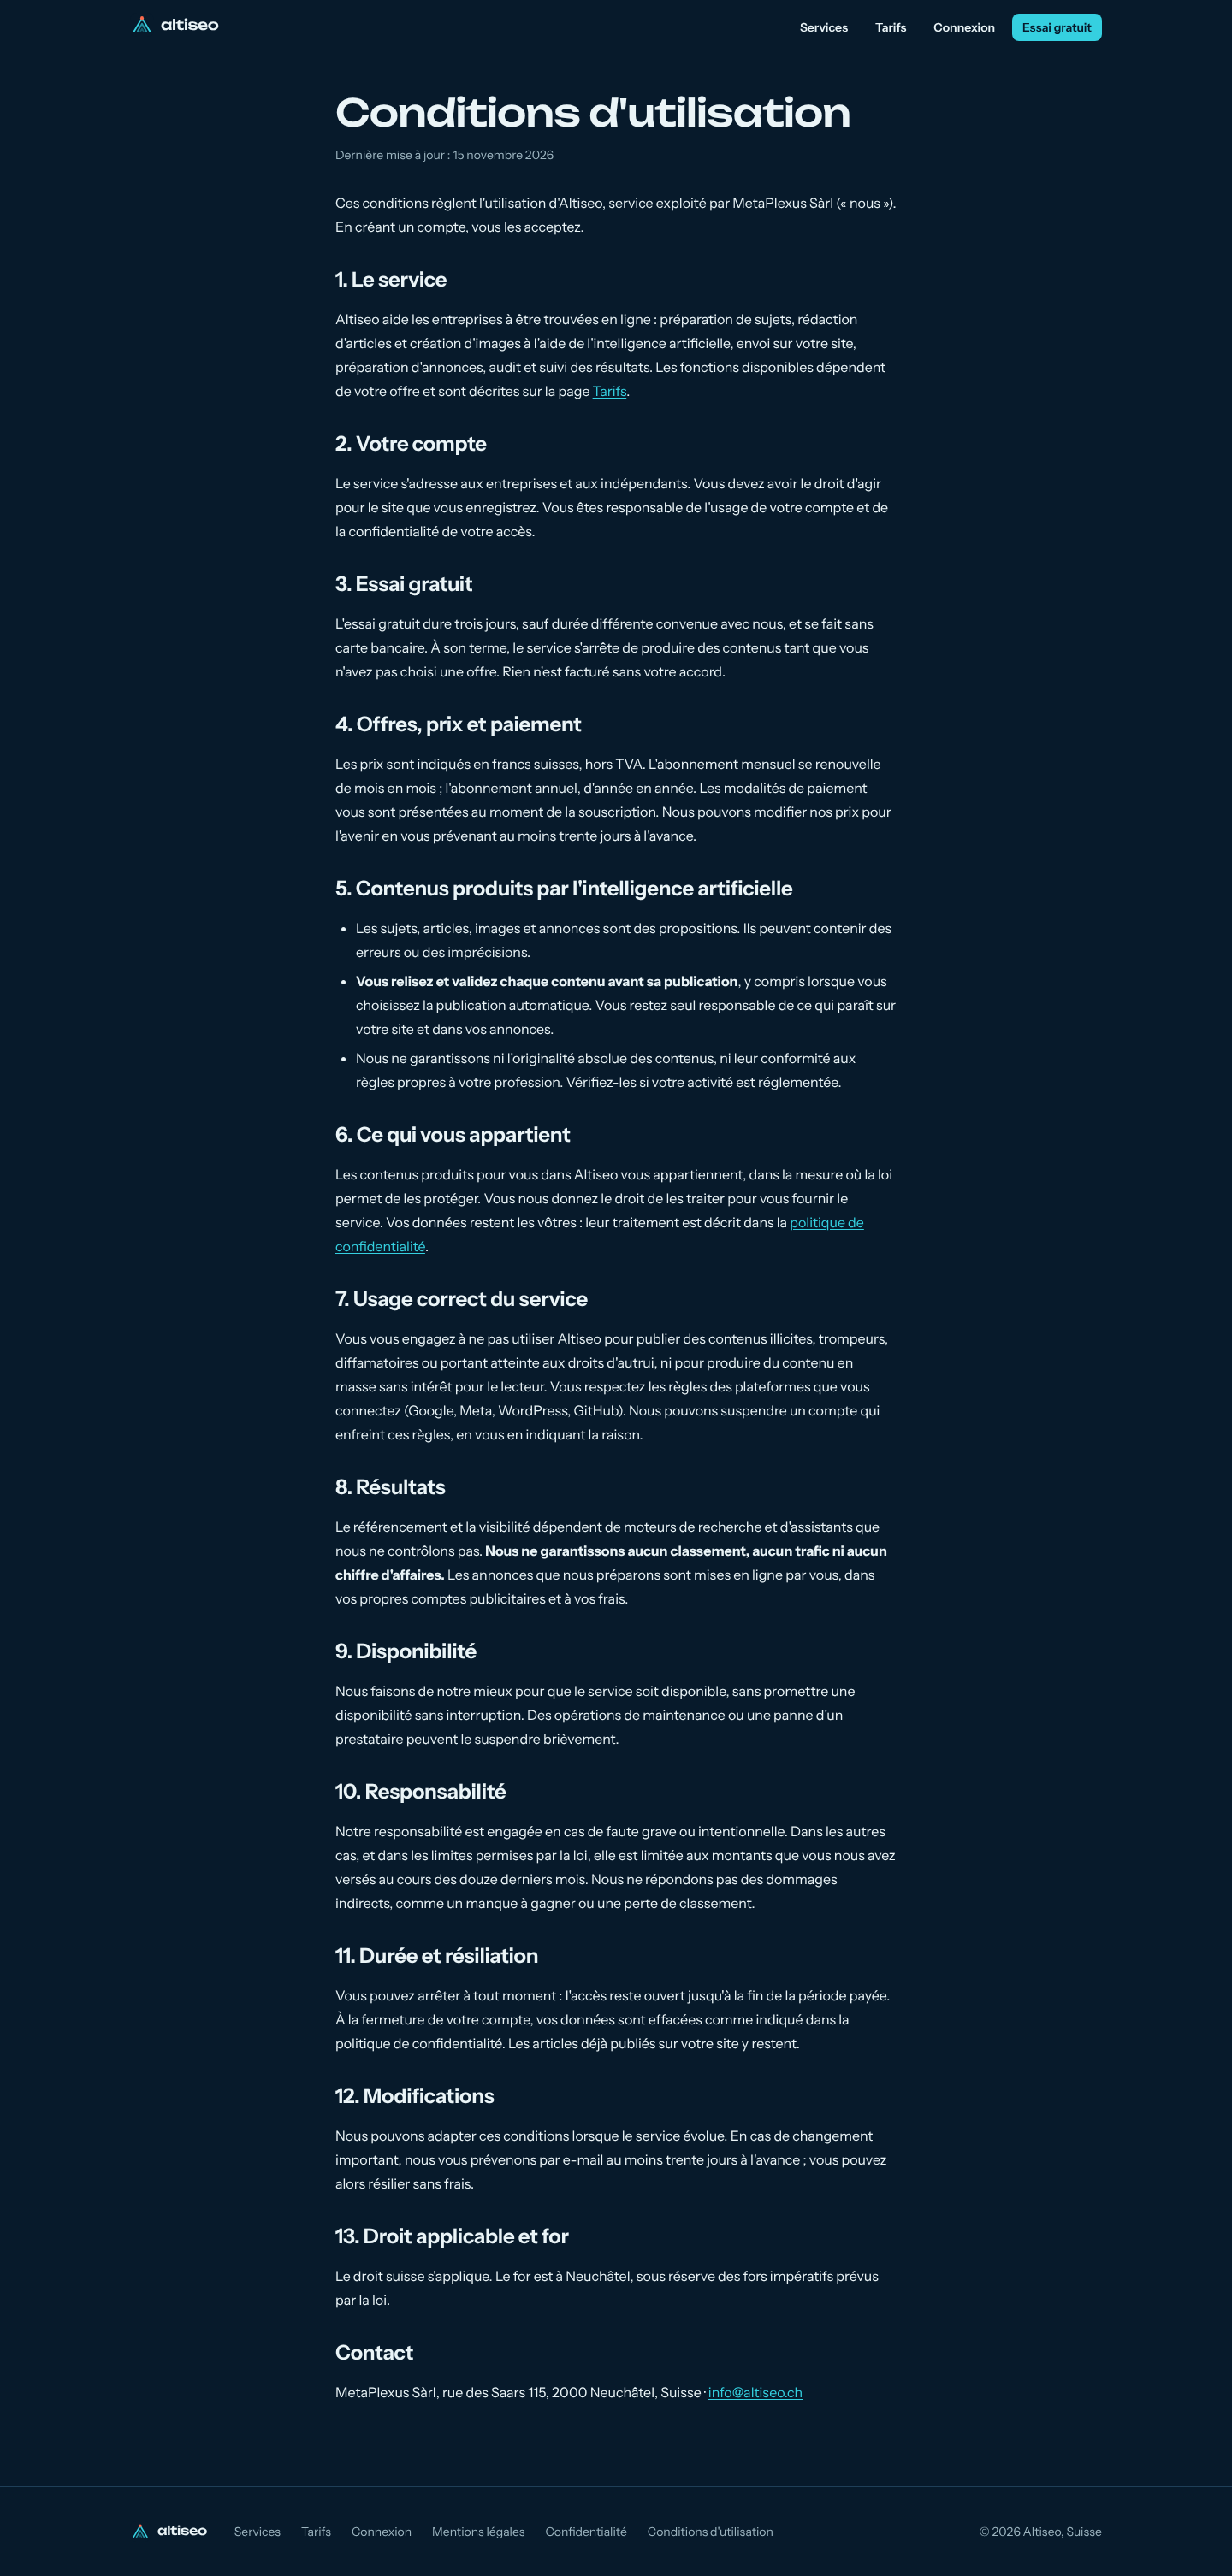 altiseo
Services Tarifs Connexion Essai gratuit
Conditions d'utilisation
Dernière mise à jour : 15 novembre 2026
Ces conditions règlent l'utilisation d'Altiseo, service exploité par MetaPlexus Sàrl (« nous »).
En créant un compte, vous les acceptez.
1. Le service
Altiseo aide les entreprises à être trouvées en ligne : préparation de sujets, rédaction
d'articles et création d'images à l'aide de l'intelligence artificielle, envoi sur votre site,
préparation d'annonces, audit et suivi des résultats. Les fonctions disponibles dépendent
de votre offre et sont décrites sur la page Tarifs.
2. Votre compte
Le service s'adresse aux entreprises et aux indépendants. Vous devez avoir le droit d'agir
pour le site que vous enregistrez. Vous êtes responsable de l'usage de votre compte et de
la confidentialité de votre accès.
3. Essai gratuit
L'essai gratuit dure trois jours, sauf durée différente convenue avec nous, et se fait sans
carte bancaire. À son terme, le service s'arrête de produire des contenus tant que vous
n'avez pas choisi une offre. Rien n'est facturé sans votre accord.
4. Offres, prix et paiement
Les prix sont indiqués en francs suisses, hors TVA. L'abonnement mensuel se renouvelle
de mois en mois ; l'abonnement annuel, d'année en année. Les modalités de paiement
vous sont présentées au moment de la souscription. Nous pouvons modifier nos prix pour
l'avenir en vous prévenant au moins trente jours à l'avance.
5. Contenus produits par l'intelligence artificielle
• Les sujets, articles, images et annonces sont des propositions. Ils peuvent contenir des
erreurs ou des imprécisions.
• Vous relisez et validez chaque contenu avant sa publication, y compris lorsque vous
choisissez la publication automatique. Vous restez seul responsable de ce qui paraît sur
votre site et dans vos annonces.
• Nous ne garantissons ni l'originalité absolue des contenus, ni leur conformité aux
règles propres à votre profession. Vérifiez-les si votre activité est réglementée.
6. Ce qui vous appartient
Les contenus produits pour vous dans Altiseo vous appartiennent, dans la mesure où la loi
permet de les protéger. Vous nous donnez le droit de les traiter pour vous fournir le
service. Vos données restent les vôtres : leur traitement est décrit dans la politique de
confidentialité.
7. Usage correct du service
Vous vous engagez à ne pas utiliser Altiseo pour publier des contenus illicites, trompeurs,
diffamatoires ou portant atteinte aux droits d'autrui, ni pour produire du contenu en
masse sans intérêt pour le lecteur. Vous respectez les règles des plateformes que vous
connectez (Google, Meta, WordPress, GitHub). Nous pouvons suspendre un compte qui
enfreint ces règles, en vous en indiquant la raison.
8. Résultats
Le référencement et la visibilité dépendent de moteurs de recherche et d'assistants que
nous ne contrôlons pas. Nous ne garantissons aucun classement, aucun trafic ni aucun
chiffre d'affaires. Les annonces que nous préparons sont mises en ligne par vous, dans
vos propres comptes publicitaires et à vos frais.
9. Disponibilité
Nous faisons de notre mieux pour que le service soit disponible, sans promettre une
disponibilité sans interruption. Des opérations de maintenance ou une panne d'un
prestataire peuvent le suspendre brièvement.
10. Responsabilité
Notre responsabilité est engagée en cas de faute grave ou intentionnelle. Dans les autres
cas, et dans les limites permises par la loi, elle est limitée aux montants que vous nous avez
versés au cours des douze derniers mois. Nous ne répondons pas des dommages
indirects, comme un manque à gagner ou une perte de classement.
11. Durée et résiliation
Vous pouvez arrêter à tout moment : l'accès reste ouvert jusqu'à la fin de la période payée.
À la fermeture de votre compte, vos données sont effacées comme indiqué dans la
politique de confidentialité. Les articles déjà publiés sur votre site y restent.
12. Modifications
Nous pouvons adapter ces conditions lorsque le service évolue. En cas de changement
important, nous vous prévenons par e-mail au moins trente jours à l'avance ; vous pouvez
alors résilier sans frais.
13. Droit applicable et for
Le droit suisse s'applique. Le for est à Neuchâtel, sous réserve des fors impératifs prévus
par la loi.
Contact
MetaPlexus Sàrl, rue des Saars 115, 2000 Neuchâtel, Suisse · info@altiseo.ch
altiseo Services Tarifs Connexion Mentions légales Confidentialité Conditions d'utilisation © 2026 Altiseo, Suisse